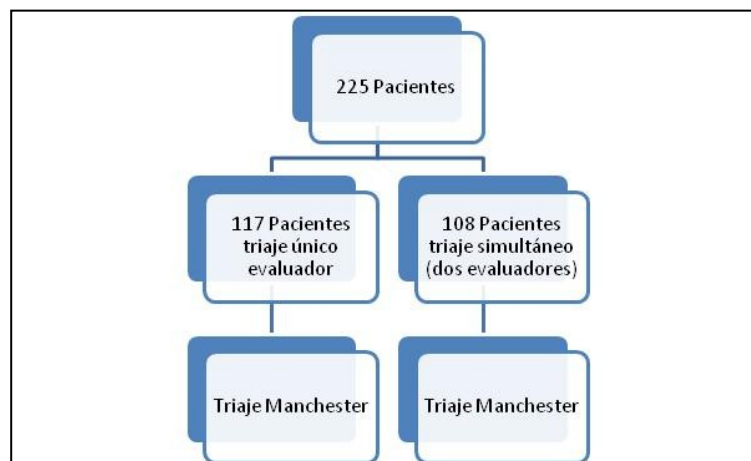 225 Pacientes
117 Pacientes
triaje único
evaluador
108 Pacientes
triaje simultáneo
(dos evaluadores)
Triaje Manchester
Triaje Manchester